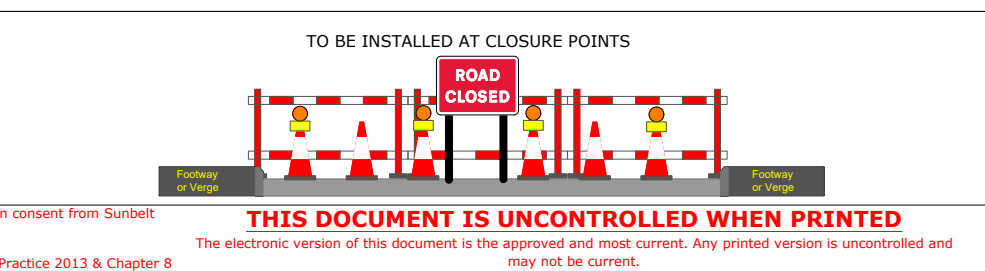 TO BE INSTALLED AT CLOSURE POINTS
ROAD
CLOSED
Footway
or Verge
Footway
or Verge
n consent from Sunbelt
THIS DOCUMENT IS UNCONTROLLED WHEN PRINTED
The electronic version of this document is the approved and most current. Any printed version is uncontrolled and
may not be current.
Practice 2013 & Chapter 8